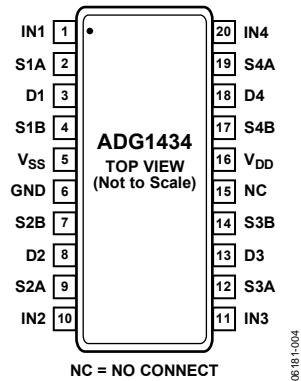 IN1 1 20 IN4
S1A 2 19 S4A
D1 3 18 D4
S1B 4 17 S4B
VSS 5 16 VDD
GND 6 15 NC
S2B 7 14 S3B
D2 8 13 D3
S2A 9 12 S3A
IN2 10 11 IN3
ADG1434
TOP VIEW
(Not to Scale)
NC = NO CONNECT
06181-004